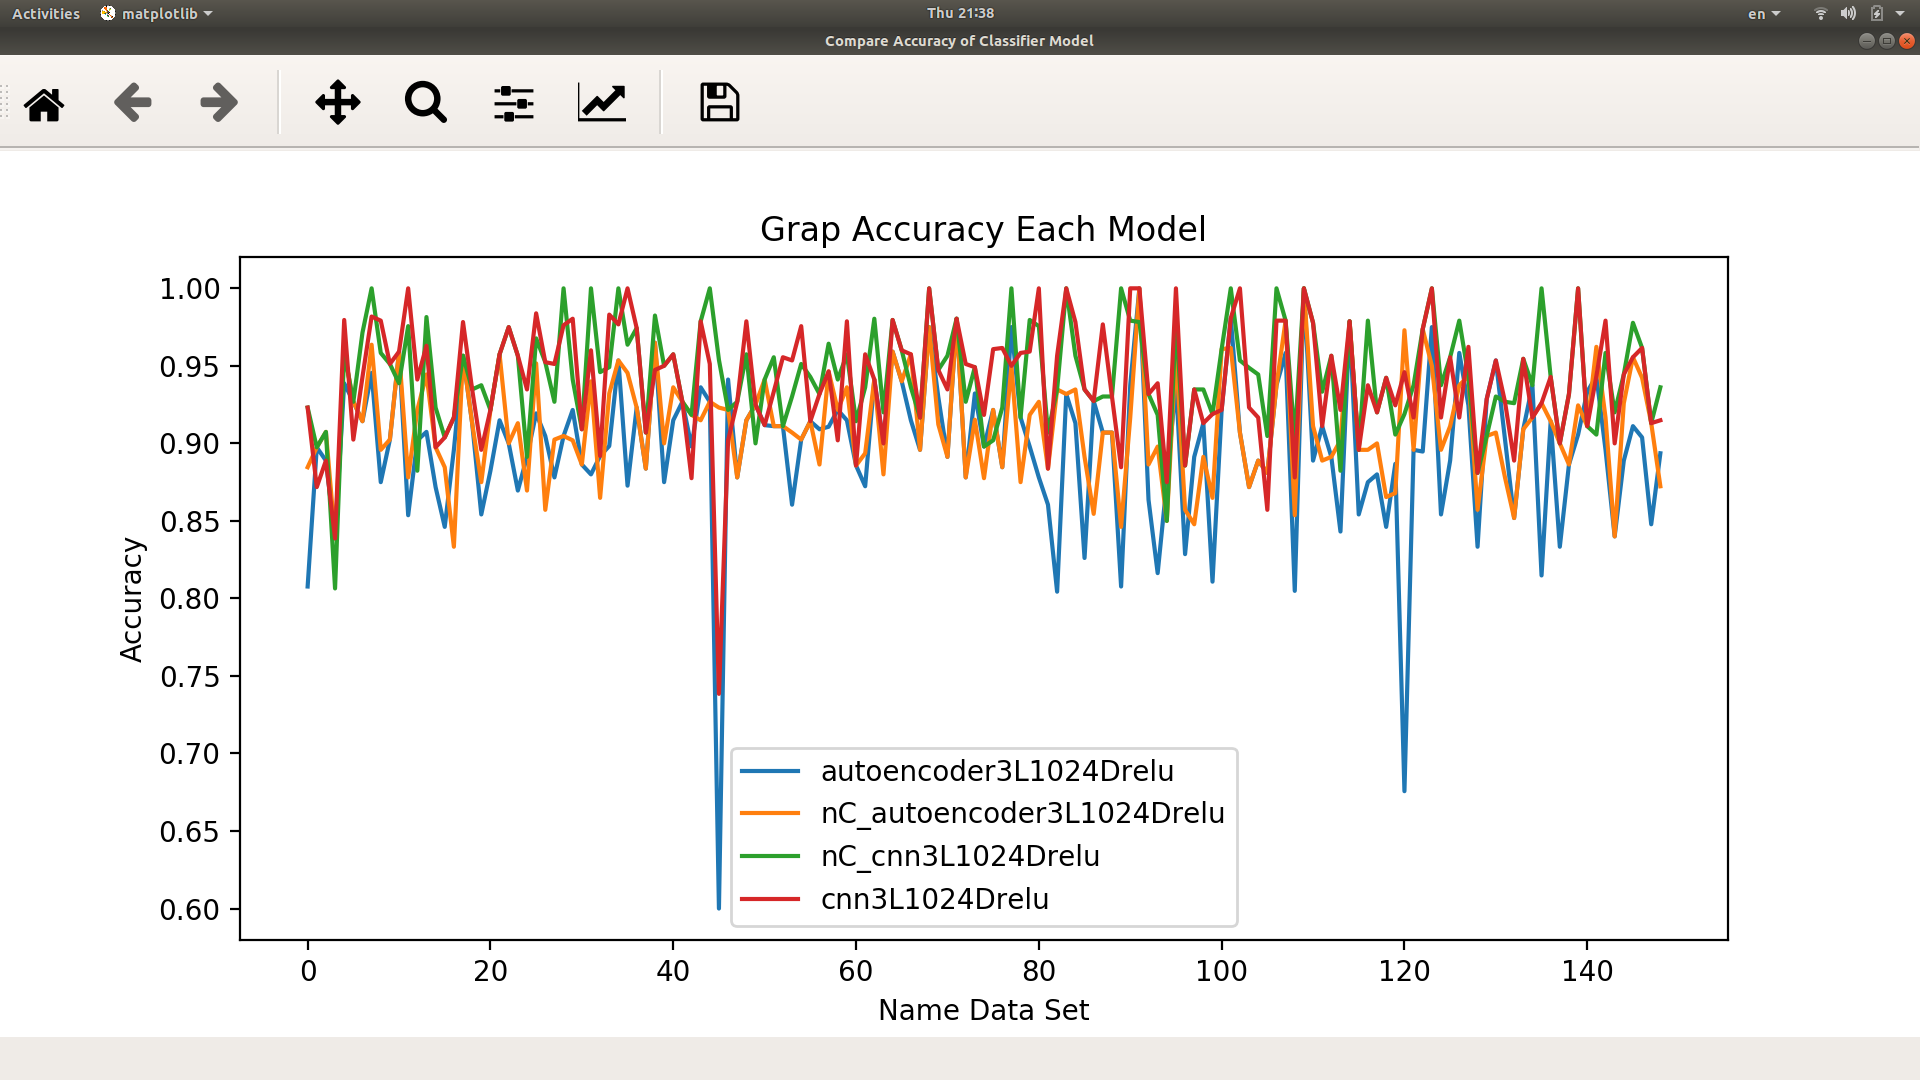 Activities matplotlib Thu 21:38 en
Compare Accuracy of Classifier Model
Grap Accuracy Each Model
1.00
0.95
0.90
0.85
0.80
0.75
0.70
0.65
0.60
Accuracy
autoencoder3L1024Drelu
nC_autoencoder3L1024Drelu
nC_cnn3L1024Drelu
cnn3L1024Drelu
0 20 40 60 80 100 120 140
Name Data Set